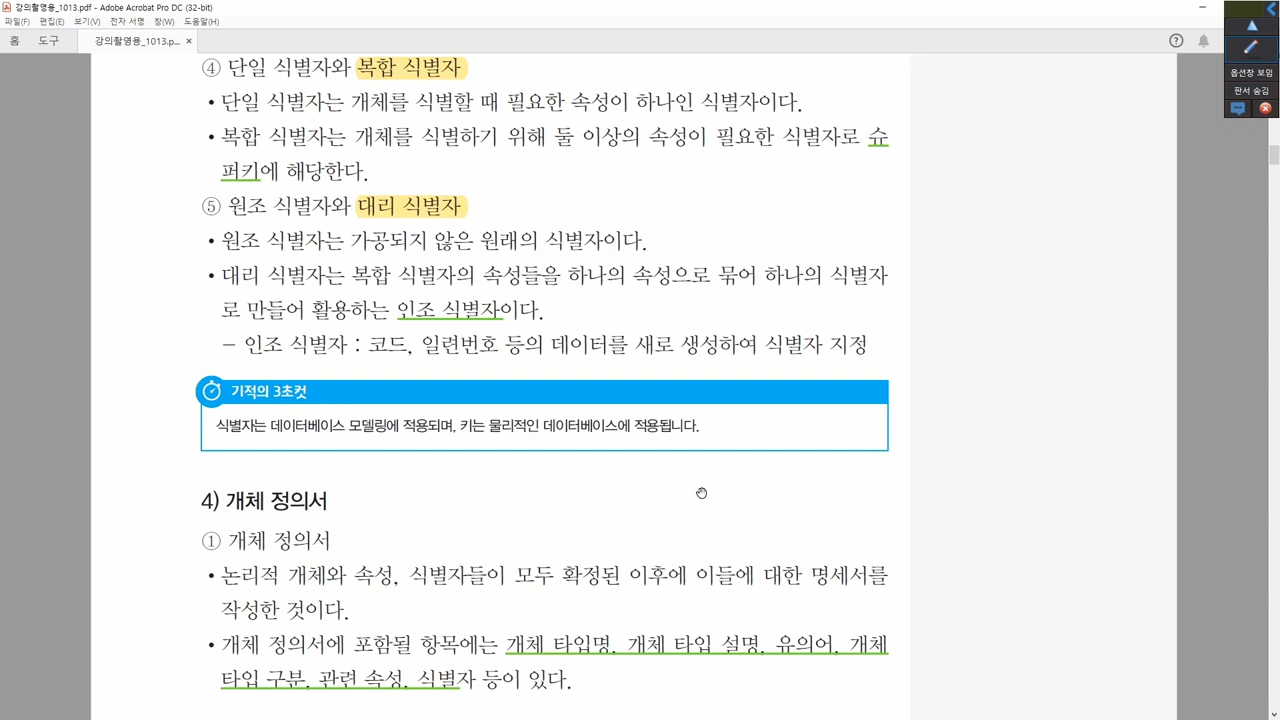 강의촬영용_1013.pdf - Adobe Acrobat Pro DC (32-bit)
파일(F) 편집(E) 보기(V) 전자 서명 창(W) 도움말(H)
홈 도구 강의촬영용_1013.p... ×
옵션창 보임
판서 숨김
④ 단일 식별자와 복합 식별자
• 단일 식별자는 개체를 식별할 때 필요한 속성이 하나인 식별자이다.
• 복합 식별자는 개체를 식별하기 위해 둘 이상의 속성이 필요한 식별자로 슈
퍼키에 해당한다.
⑤ 원조 식별자와 대리 식별자
• 원조 식별자는 가공되지 않은 원래의 식별자이다.
• 대리 식별자는 복합 식별자의 속성들을 하나의 속성으로 묶어 하나의 식별자
로 만들어 활용하는 인조 식별자이다.
– 인조 식별자 : 코드, 일련번호 등의 데이터를 새로 생성하여 식별자 지정
기적의 3초컷
식별자는 데이터베이스 모델링에 적용되며, 키는 물리적인 데이터베이스에 적용됩니다.
4) 개체 정의서
① 개체 정의서
• 논리적 개체와 속성, 식별자들이 모두 확정된 이후에 이들에 대한 명세서를
작성한 것이다.
• 개체 정의서에 포함될 항목에는 개체 타입명, 개체 타입 설명, 유의어, 개체
타입 구분, 관련 속성, 식별자 등이 있다.